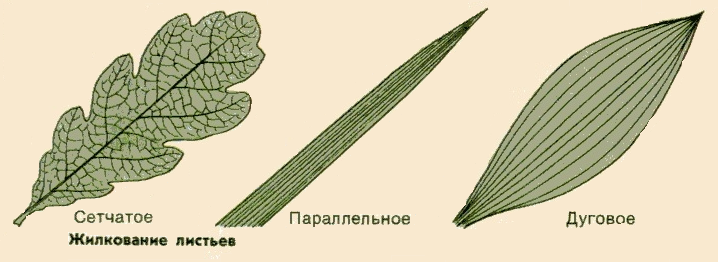 Сетчатое
Параллельное
Дуговое
Жилкование листьев